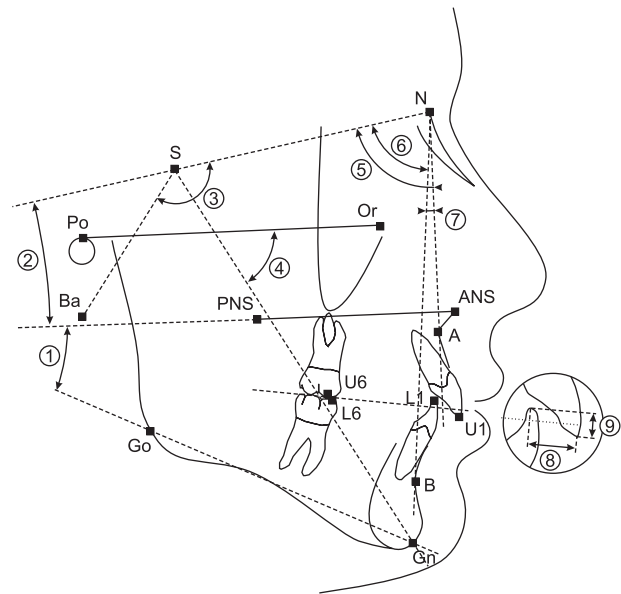 N
S
⑥
⑤
③
Po
Or
⑦
②
④
Ba
PNS
ANS
A
①
U6
L1
L6
U1
⑨
Go
⑧
B
Gn